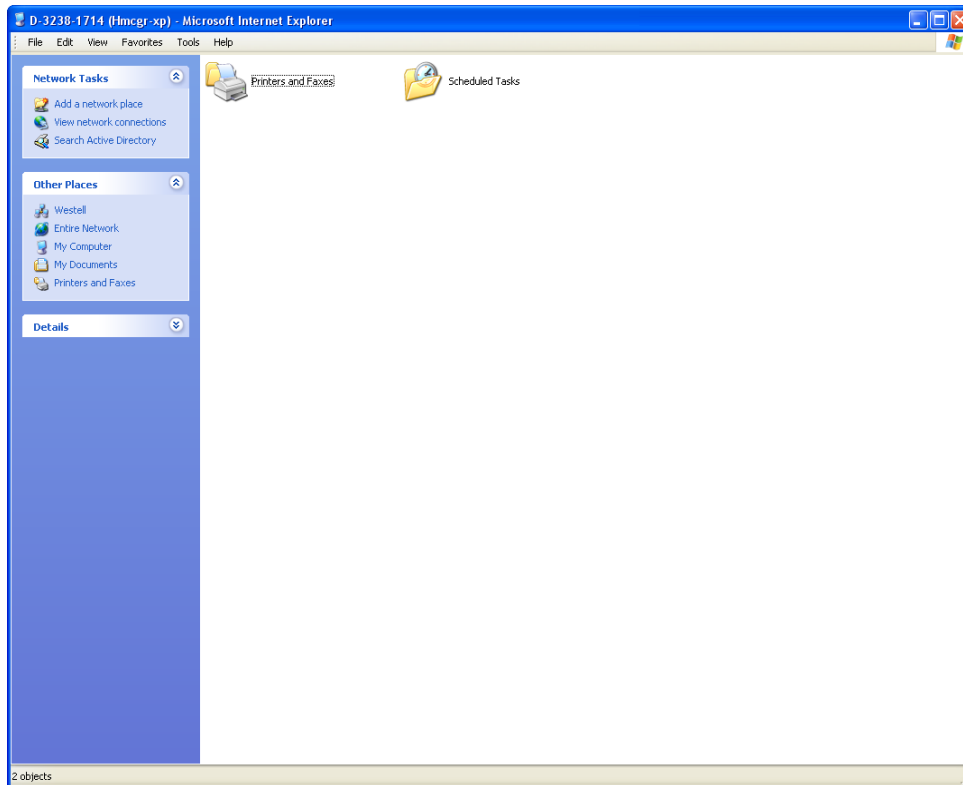 D-3238-1714 (Hmcgr-xp) - Microsoft Internet Explorer
File Edit View Favorites Tools Help
Network Tasks
Add a network place
View network connections
Search Active Directory
Other Places
Westell
Entire Network
My Computer
My Documents
Printers and Faxes
Details
Printers and Faxes
Scheduled Tasks
2 objects